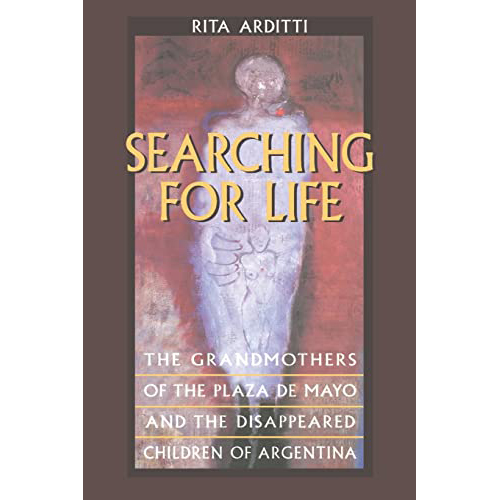 RITA ARDITTI
SEARCHING
FOR LIFE
THE GRANDMOTHERS
OF THE PLAZA DE MAYO
AND THE DISAPPEARED
CHILDREN OF ARGENTINA